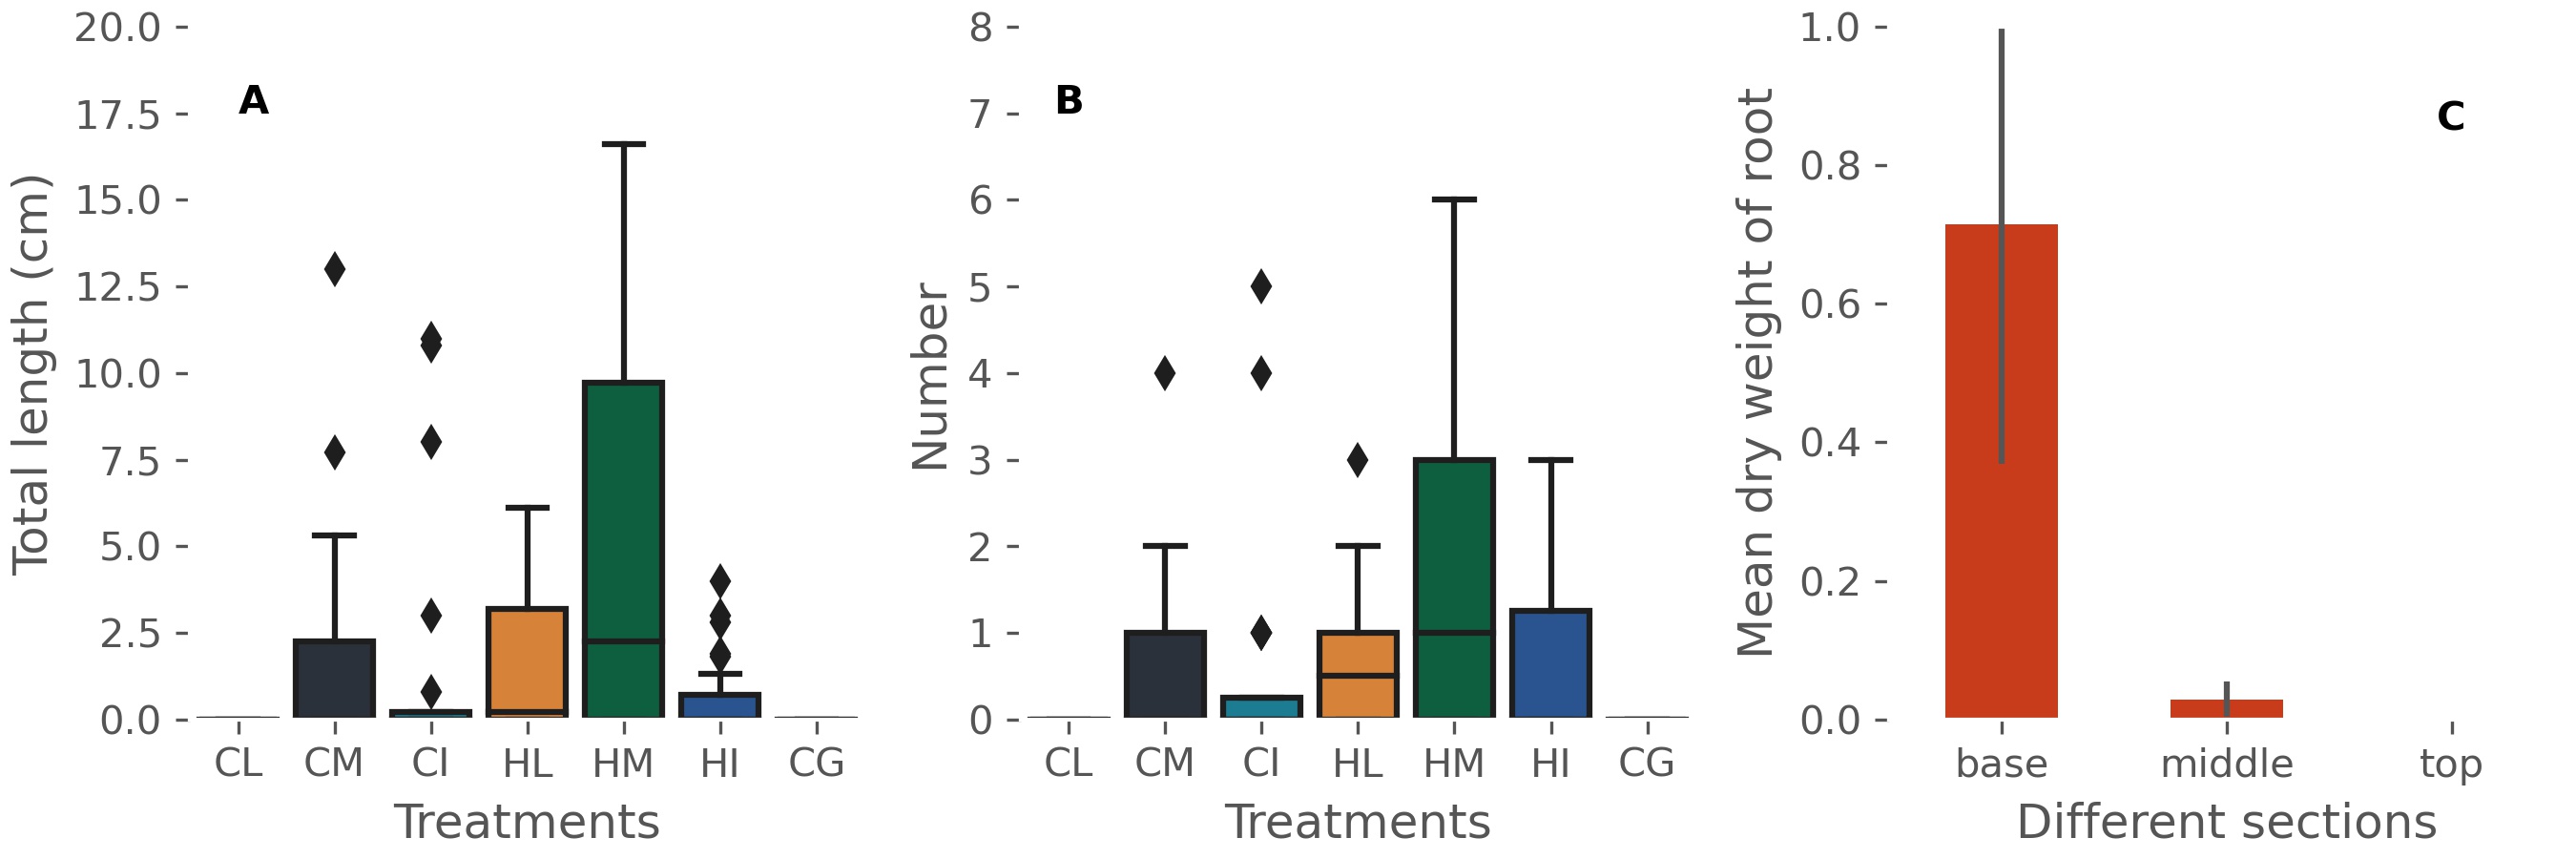 A
Total length (cm)
20.0
17.5
15.0
12.5
10.0
7.5
5.0
2.5
0.0
CL CM CI HL HM HI CG
Treatments
B
Number
8
7
6
5
4
3
2
1
0
CL CM CI HL HM HI CG
Treatments
C
Mean dry weight of root
1.0
0.8
0.6
0.4
0.2
0.0
base middle top
Different sections